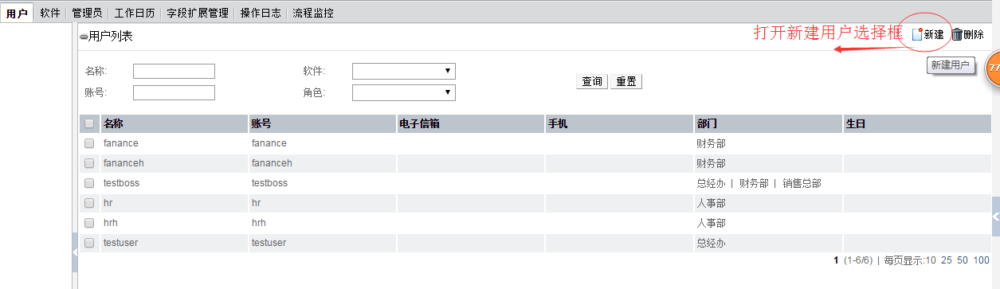 用户 软件 管理员 工作日历 字段扩展管理 操作日志 流程监控
用户列表 打开新建用户选择框 新建 删除
新建用户
77
名称: 软件:
查询 重置
账号: 角色:
名称 账号 电子信箱 手机 部门 生日
fanance fanance 财务部
fananceh fananceh 财务部
testboss testboss 总经办 | 财务部 | 销售总部
hr hr 人事部
hrh hrh 人事部
testuser testuser 总经办
1 (1-6/6) | 每页显示:10 25 50 100